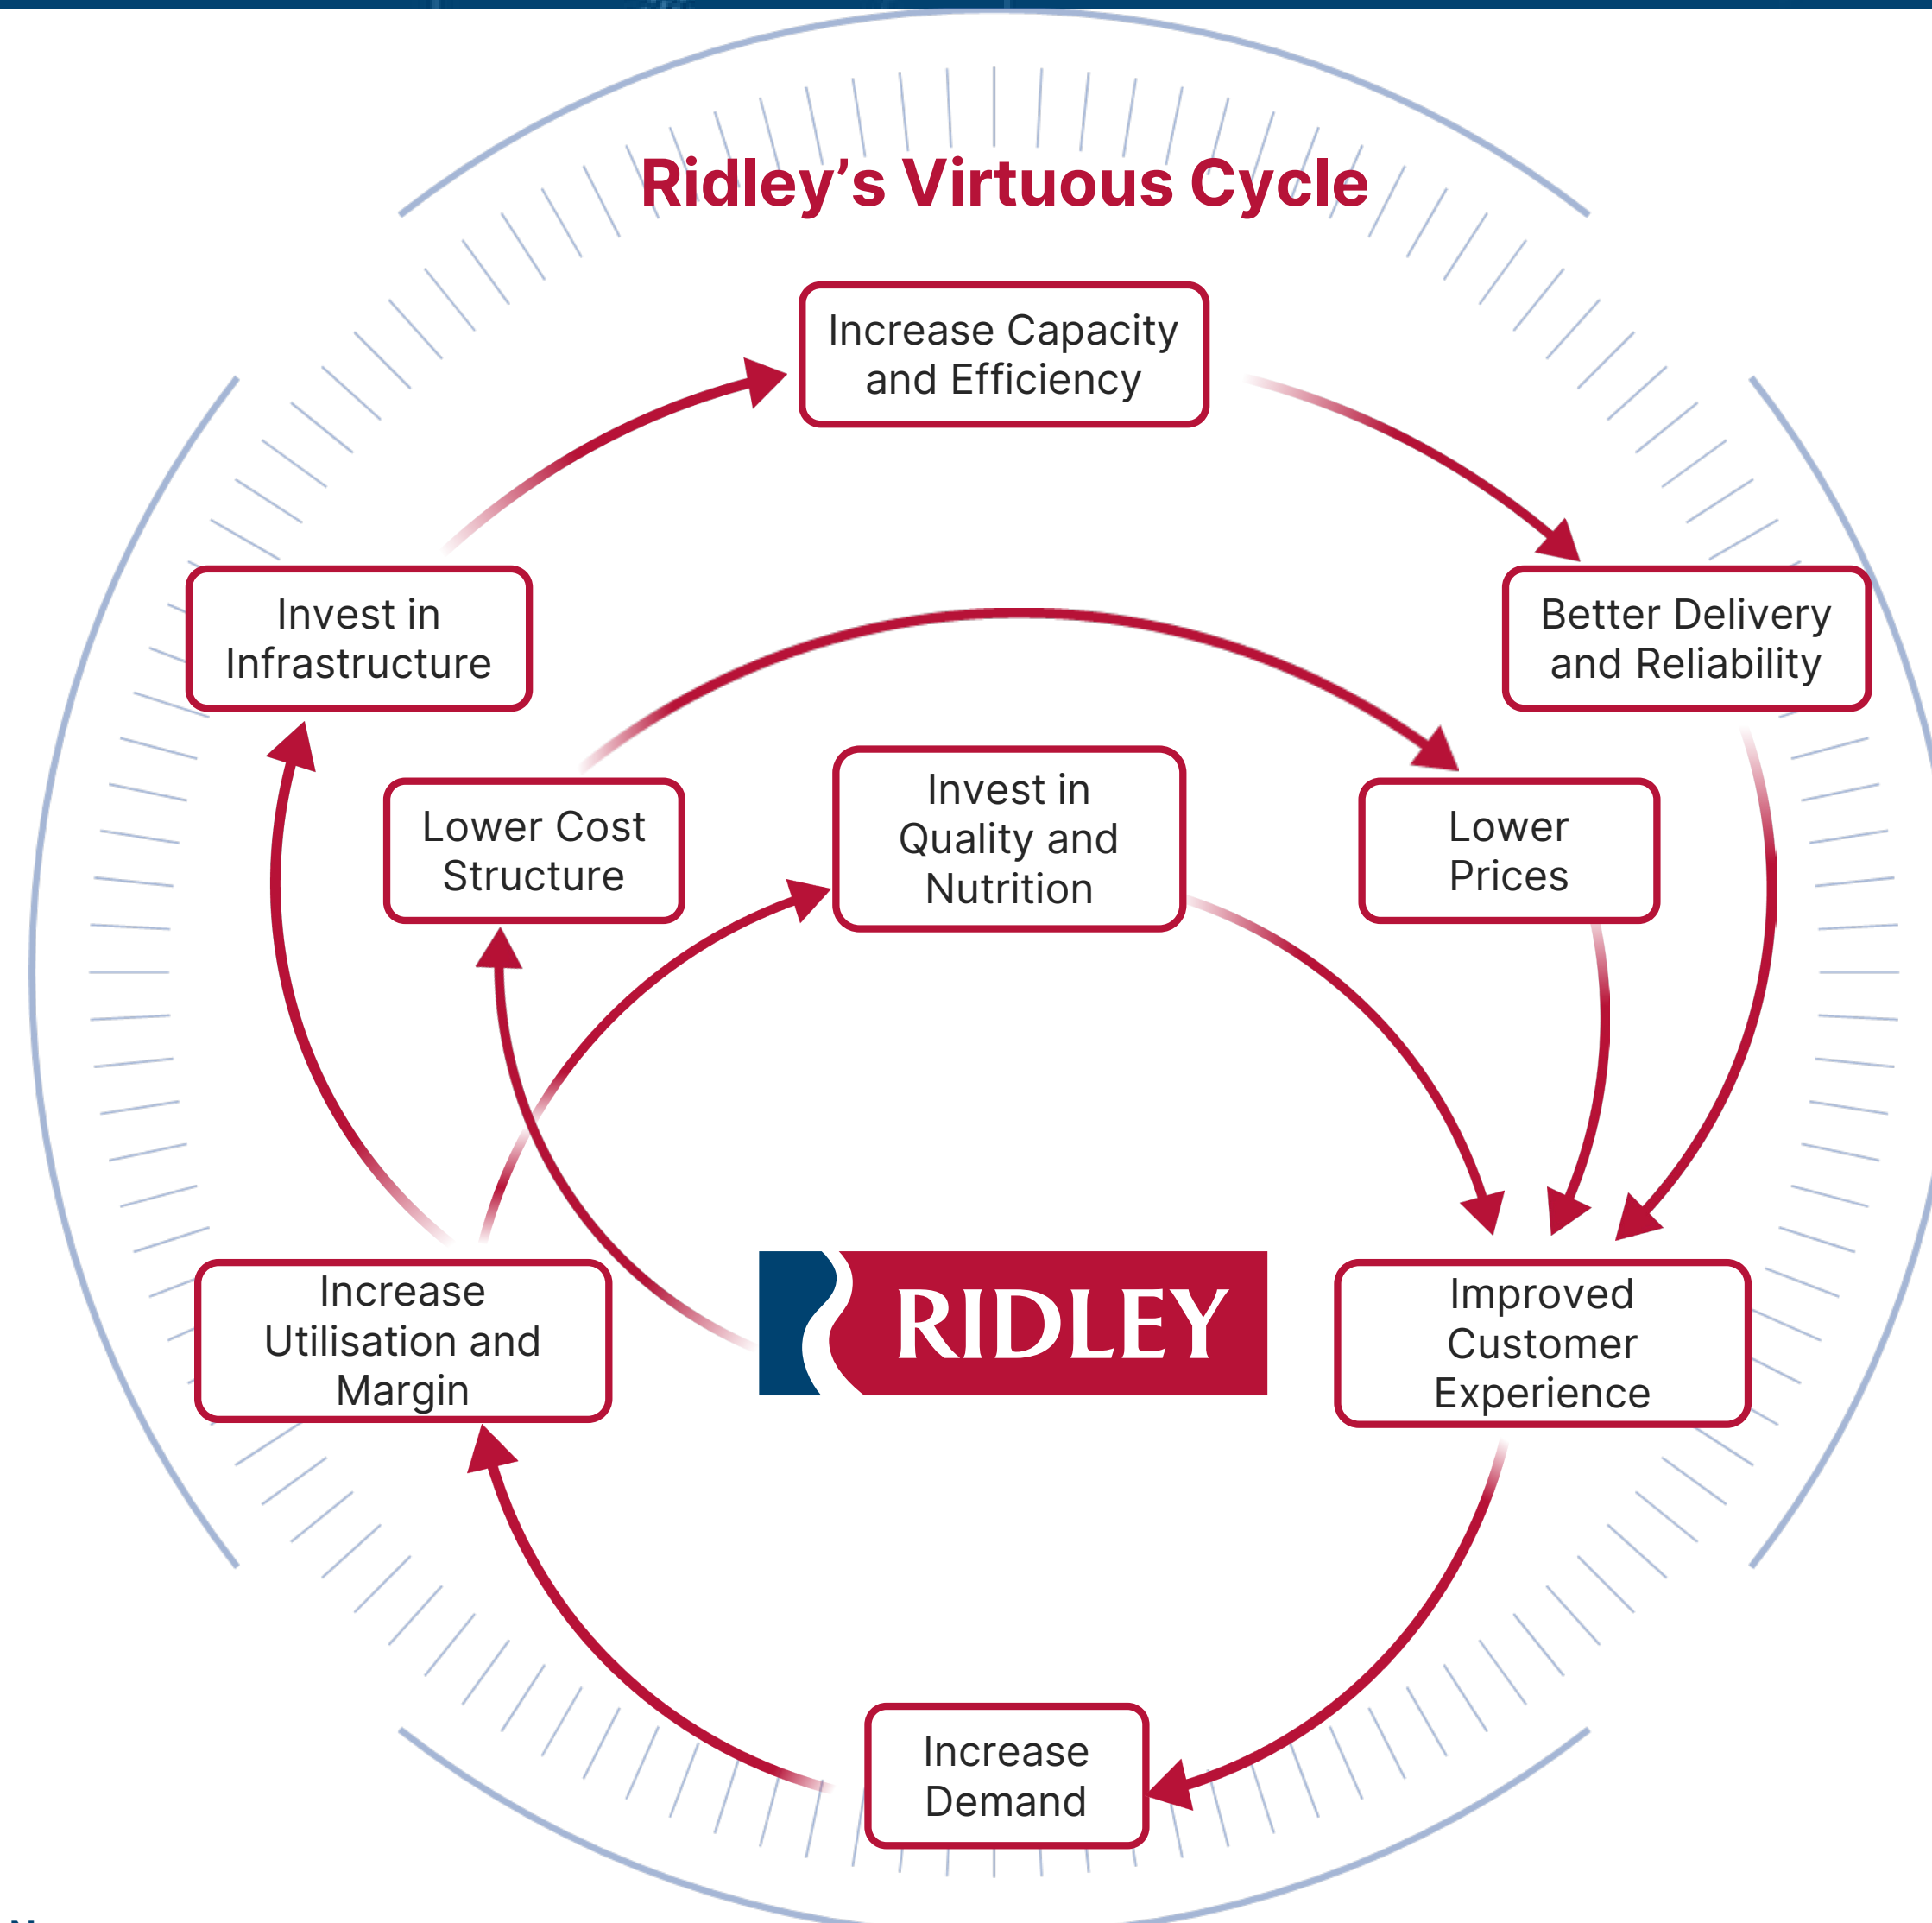 Ridley’s Virtuous Cycle
Increase Capacity
and Efficiency
Invest in
Infrastructure
Better Delivery
and Reliability
Lower Cost
Structure
Invest in
Quality and
Nutrition
Lower
Prices
Increase
Utilisation and
Margin
RIDLEY
Improved
Customer
Experience
Increase
Demand